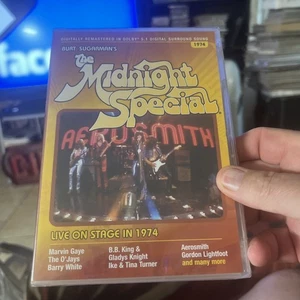 DIGITALLY REMASTERED IN DOLBY 5.1 DIGITAL SURROUND SOUND
1974
BURT SUGARMAN'S
The
Midnight
Special
AEROSMITH
LIVE ON STAGE IN 1974
Marvin Gaye
The O'Jays
Barry White
B.B. King &
Gladys Knight
Ike & Tina Turner
Aerosmith
Gordon Lightfoot
and many more
fac